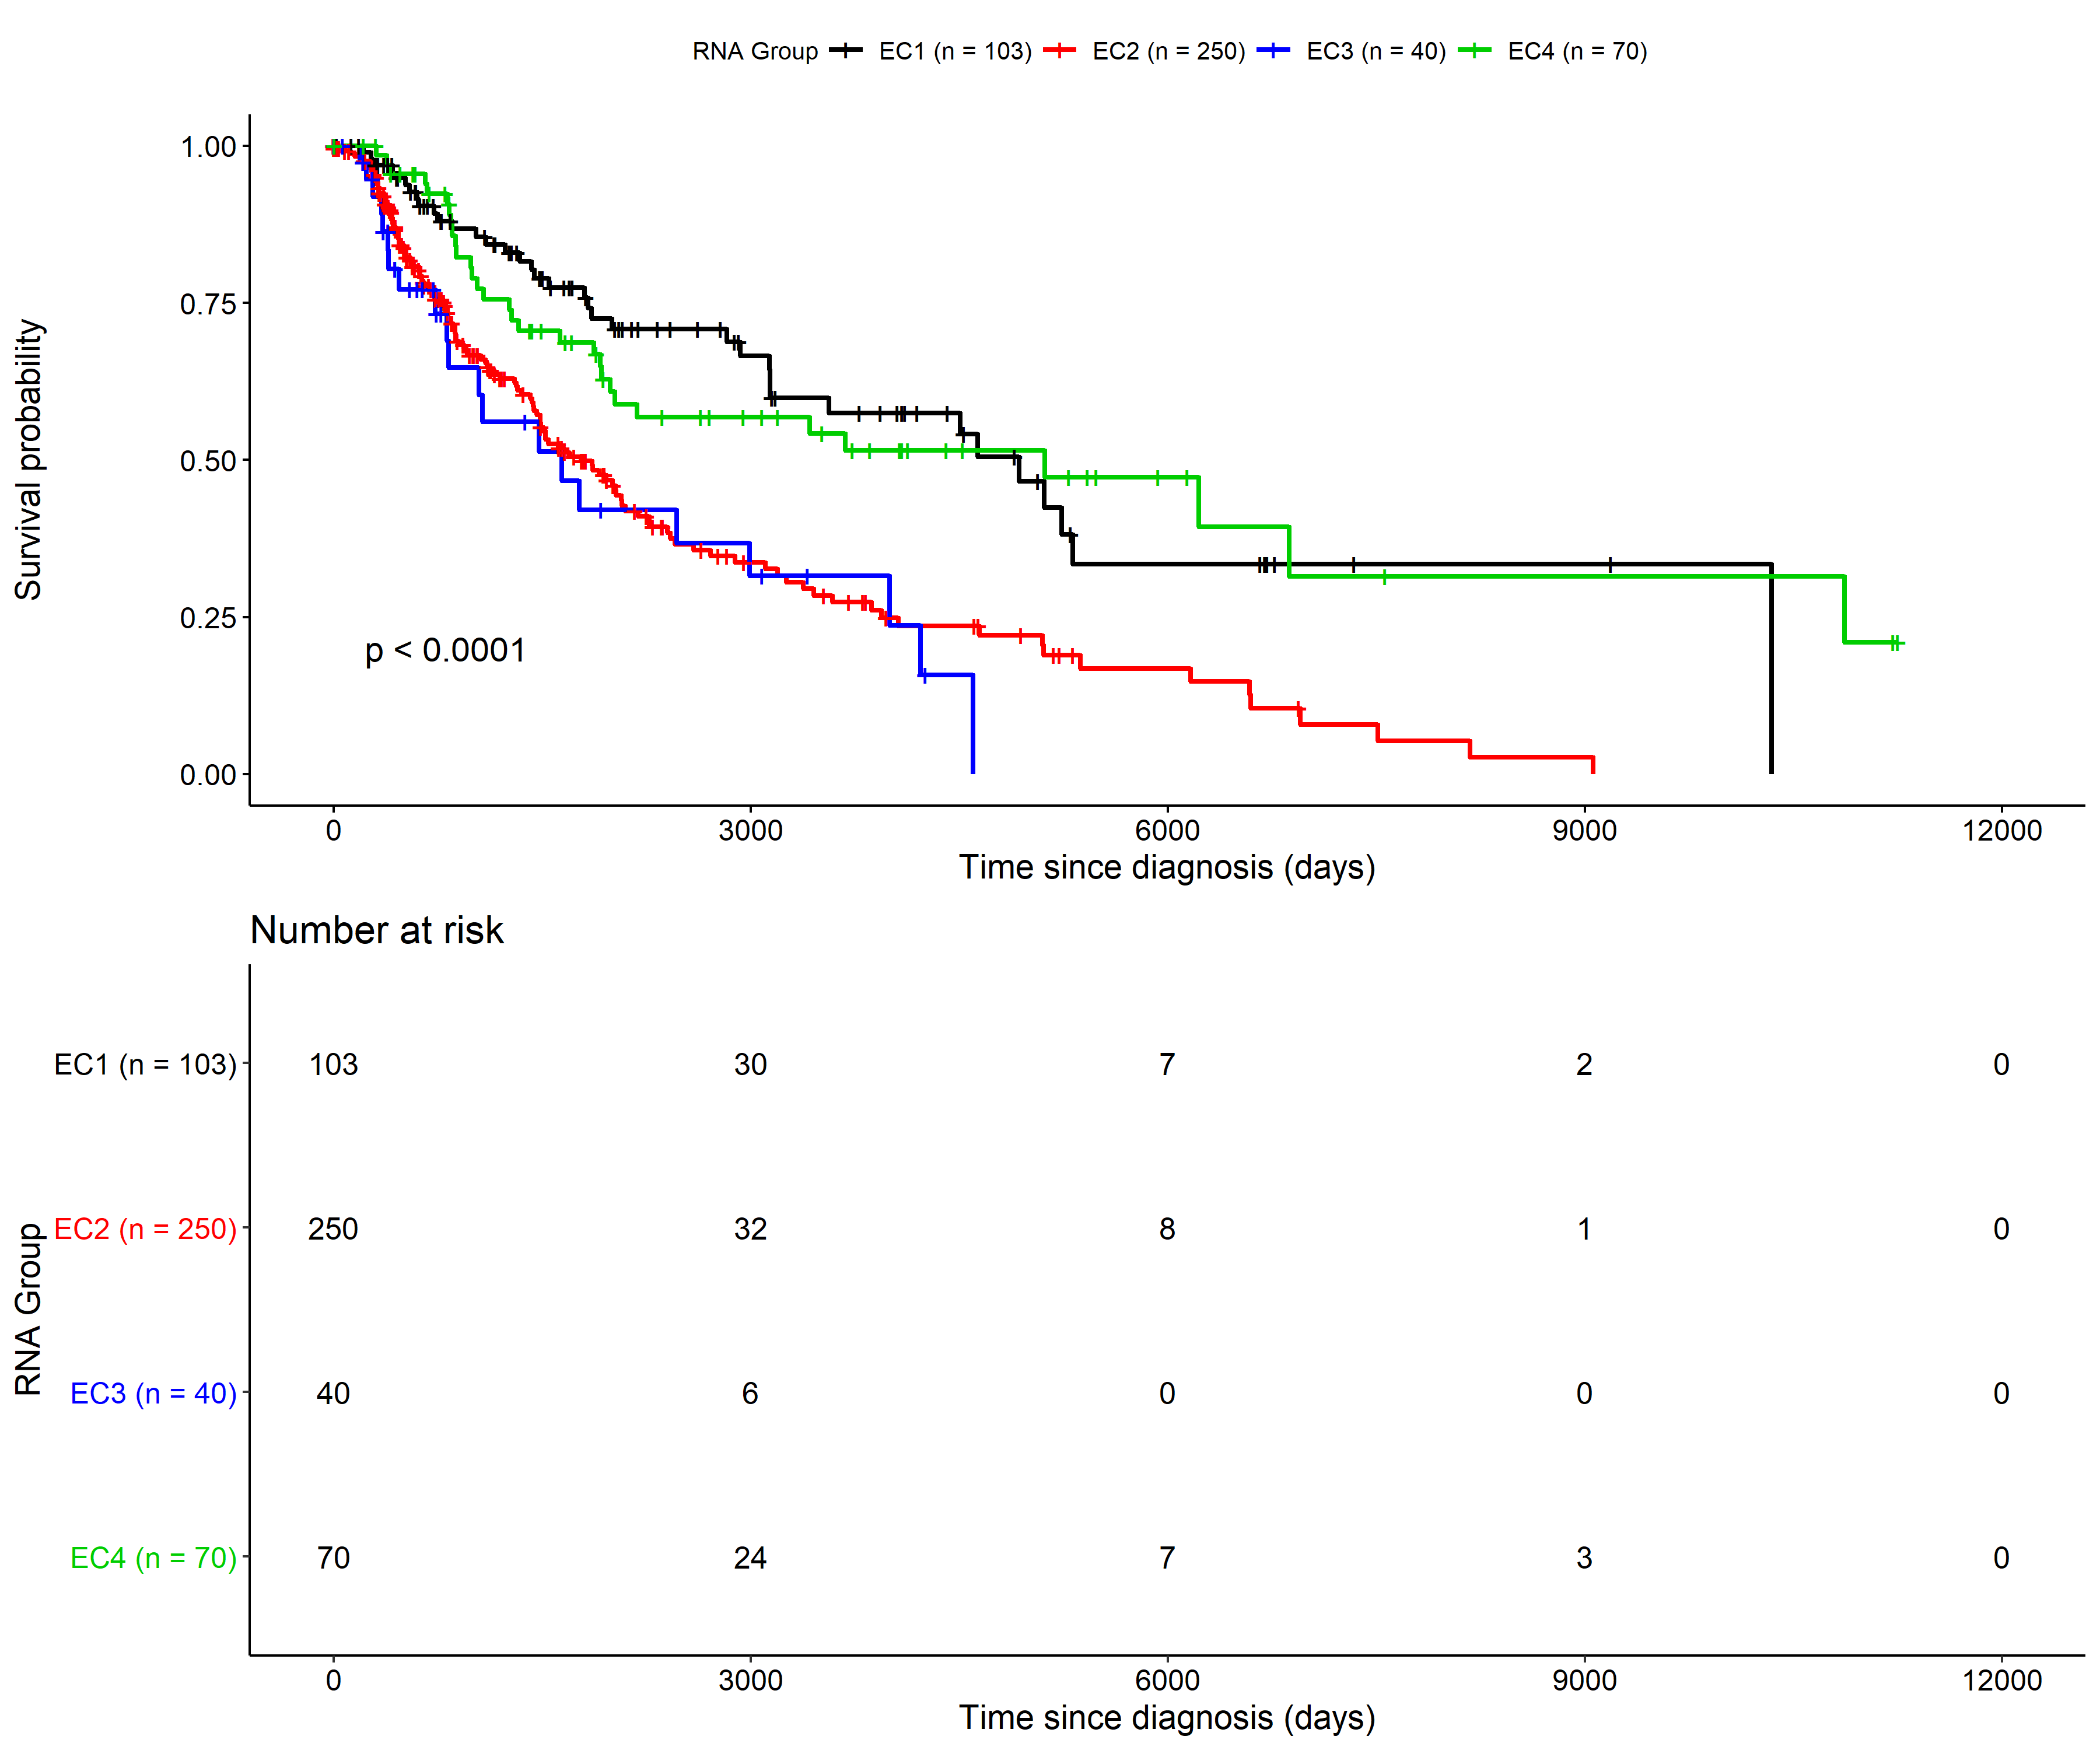 RNA Group EC1 (n = 103) EC2 (n = 250) EC3 (n = 40) EC4 (n = 70)
Survival probability
1.00
0.75
0.50
0.25
0.00
p < 0.0001
0 3000 6000 9000 12000
Time since diagnosis (days)
Number at risk
RNA Group
EC1 (n = 103) 103 30 7 2 0
EC2 (n = 250) 250 32 8 1 0
EC3 (n = 40) 40 6 0 0 0
EC4 (n = 70) 70 24 7 3 0
0 3000 6000 9000 12000
Time since diagnosis (days)